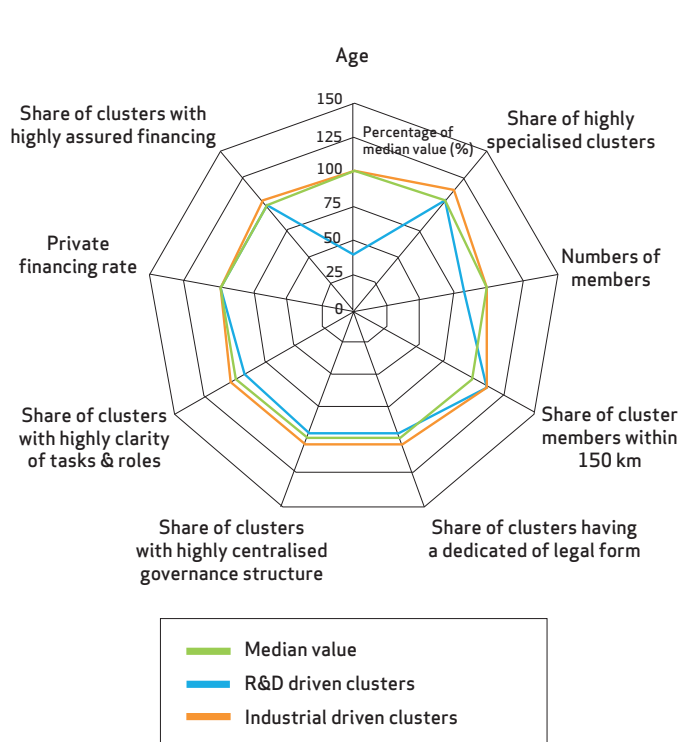 Age
150
125
100
75
50
25
0
Percentage of
median value (%)
Share of highly
specialised clusters
Numbers of
members
Share of cluster
members within
150 km
Share of clusters having
a dedicated of legal form
Share of clusters
with highly centralised
governance structure
Share of clusters
with highly clarity
of tasks & roles
Private
financing rate
Share of clusters with
highly assured financing
Median value
R&D driven clusters
Industrial driven clusters